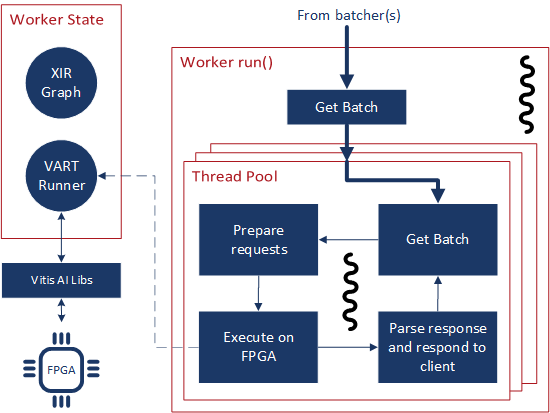 Worker State
XIR
Graph
VART
Runner
Vitis AI Libs
FPGA
From batcher(s)
Worker run()
Get Batch
Thread Pool
Prepare
requests
Get Batch
Execute on
FPGA
Parse response
and respond to
client